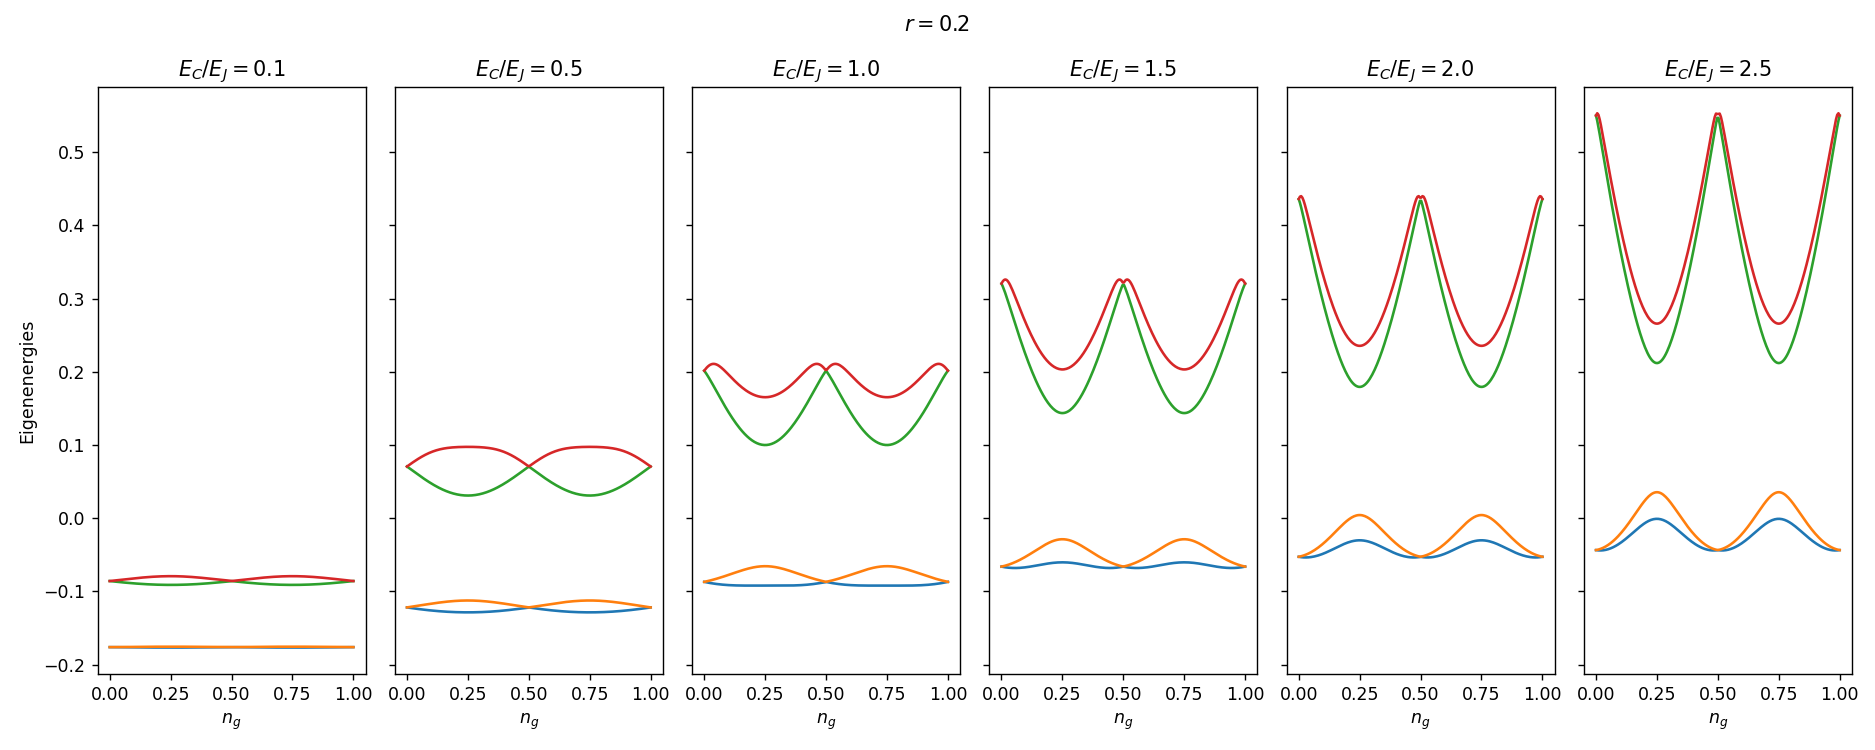 r = 0.2
E_C/E_J = 0.1
E_C/E_J = 0.5
E_C/E_J = 1.0
E_C/E_J = 1.5
E_C/E_J = 2.0
E_C/E_J = 2.5
Eigenenergies
0.5
0.4
0.3
0.2
0.1
0.0
−0.1
−0.2
0.00 0.25 0.50 0.75 1.00
0.00 0.25 0.50 0.75 1.00
0.00 0.25 0.50 0.75 1.00
0.00 0.25 0.50 0.75 1.00
0.00 0.25 0.50 0.75 1.00
0.00 0.25 0.50 0.75 1.00
n_g
n_g
n_g
n_g
n_g
n_g